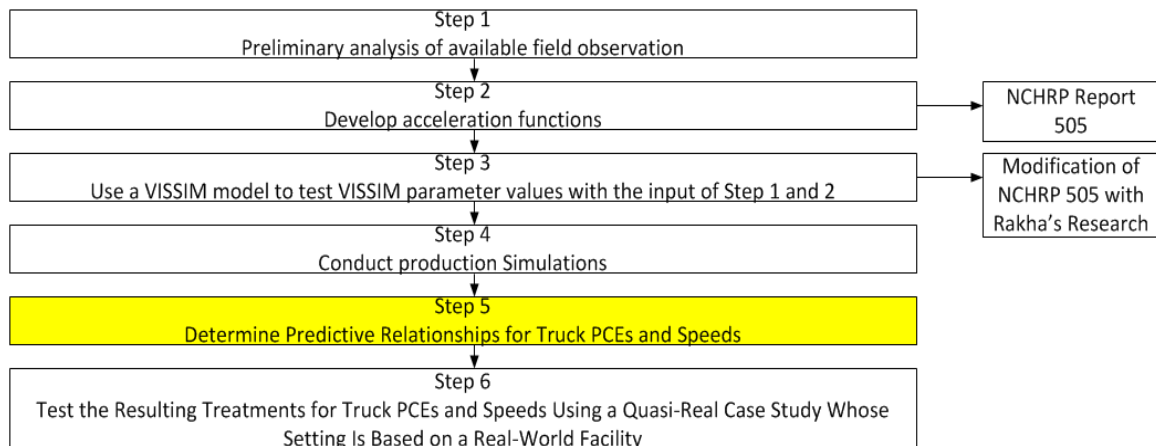 Step 1
Preliminary analysis of available field observation
Step 2
Develop acceleration functions
NCHRP Report
505
Step 3
Use a VISSIM model to test VISSIM parameter values with the input of Step 1 and 2
Modification of
NCHRP 505 with
Rakha's Research
Step 4
Conduct production Simulations
Step 5
Determine Predictive Relationships for Truck PCEs and Speeds
Step 6
Test the Resulting Treatments for Truck PCEs and Speeds Using a Quasi-Real Case Study Whose
Setting Is Based on a Real-World Facility